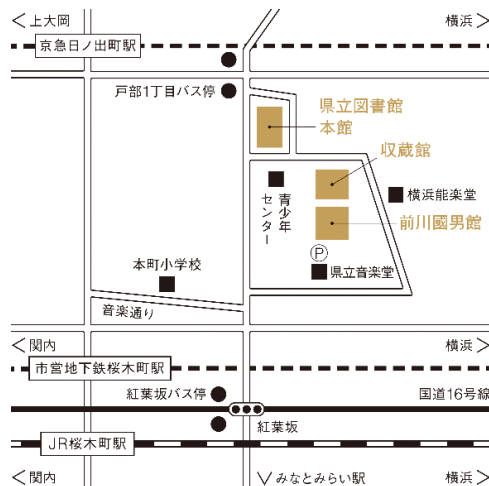 上大岡
横浜
京急日ノ出町駅
戸部1丁目バス停
県立図書館
本館
収蔵館
青少年
センター
横浜能楽堂
前川國男館
P
県立音楽堂
本町小学校
音楽通り
関内
横浜
市営地下鉄桜木町駅
紅葉坂バス停
国道16号線
紅葉坂
JR桜木町駅
関内
みなとみらい駅
横浜